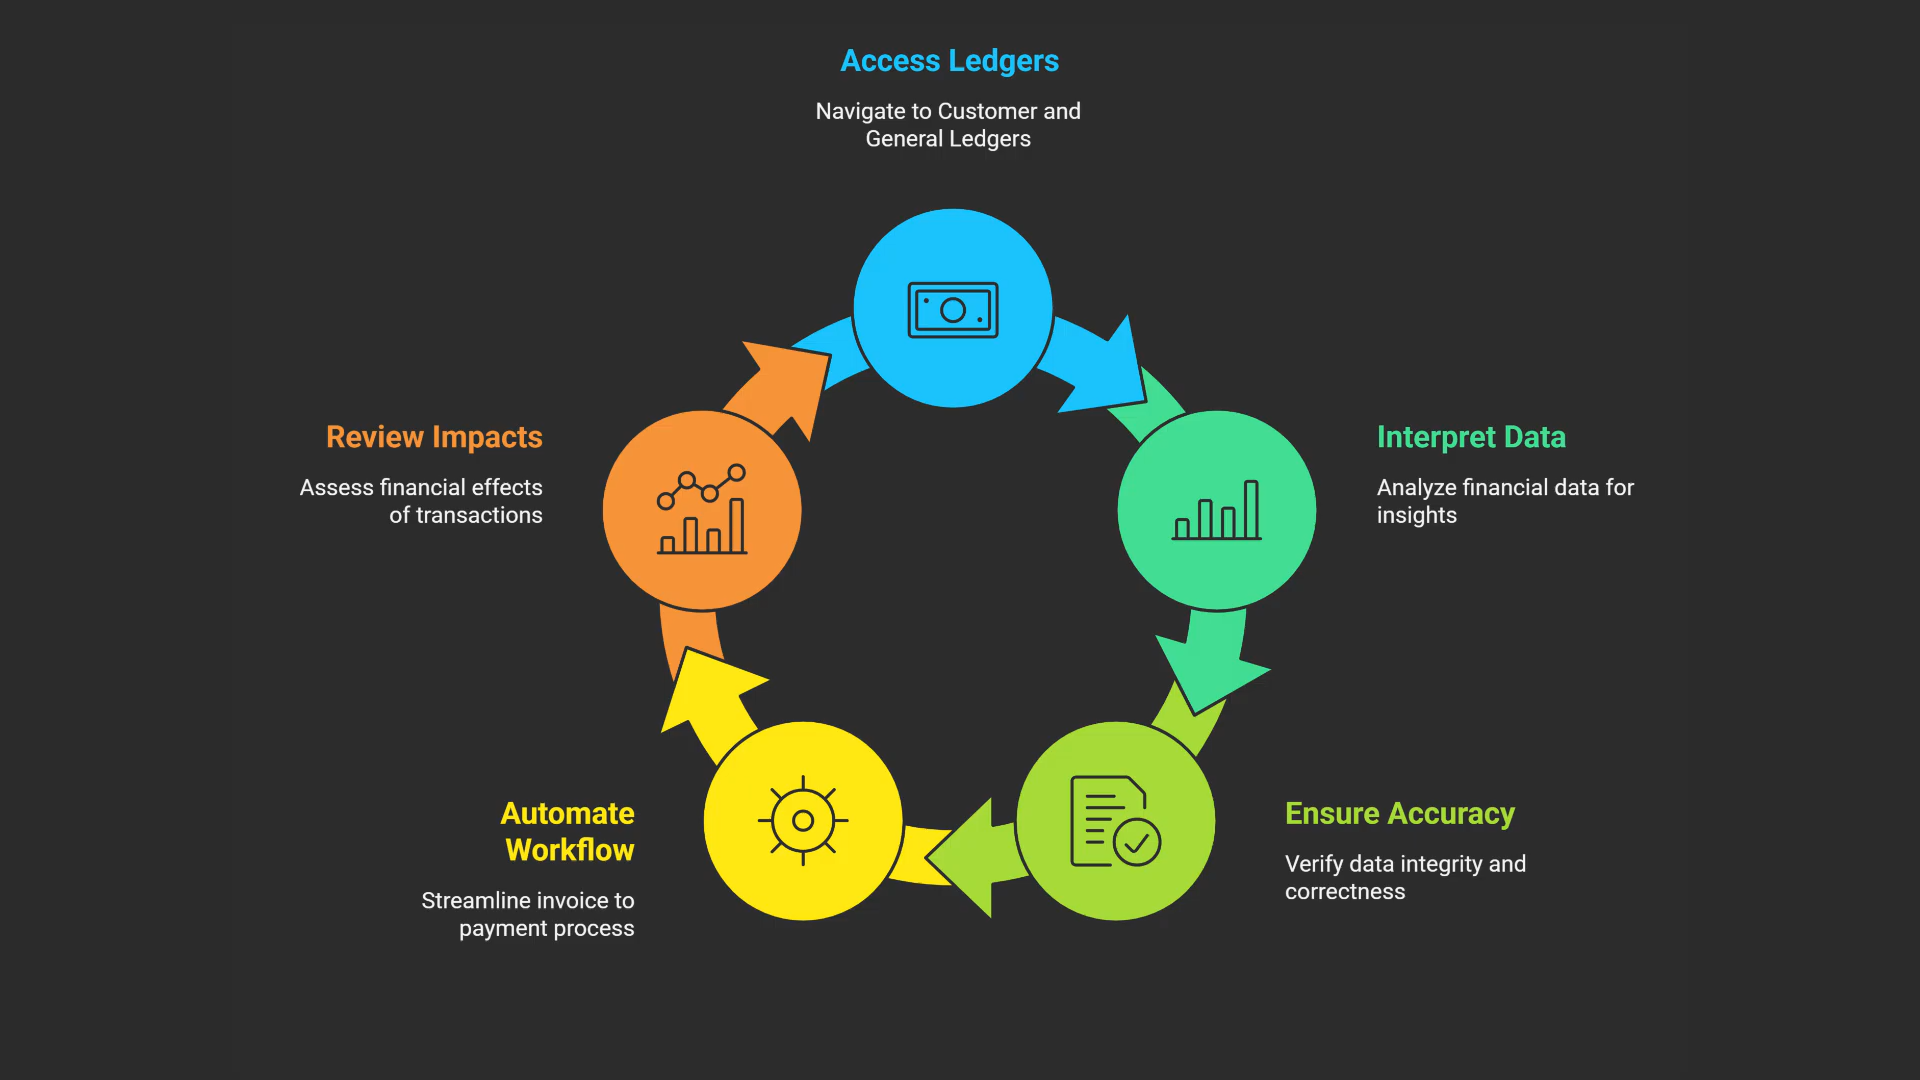 Access Ledgers
Navigate to Customer and
General Ledgers
Interpret Data
Analyze financial data for
insights
Ensure Accuracy
Verify data integrity and
correctness
Automate
Workflow
Streamline invoice to
payment process
Review Impacts
Assess financial effects
of transactions